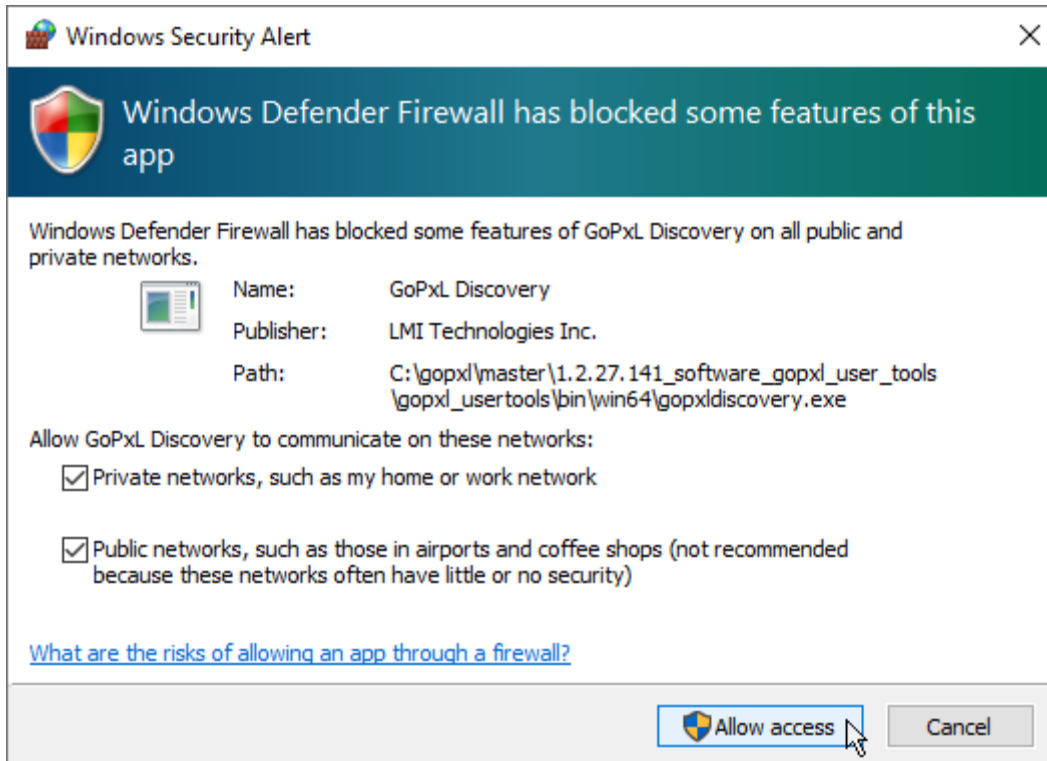 Windows Security Alert
Windows Defender Firewall has blocked some features of this
app
Windows Defender Firewall has blocked some features of GoPxL Discovery on all public and
private networks.
Name: GoPxL Discovery
Publisher: LMI Technologies Inc.
Path: C:\gopxl\master\1.2.27.141_software_gopxl_user_tools
\gopxl_usertools\bin\win64\gopxldiscovery.exe
Allow GoPxL Discovery to communicate on these networks:
Private networks, such as my home or work network
Public networks, such as those in airports and coffee shops (not recommended
because these networks often have little or no security)
What are the risks of allowing an app through a firewall?
Allow access Cancel